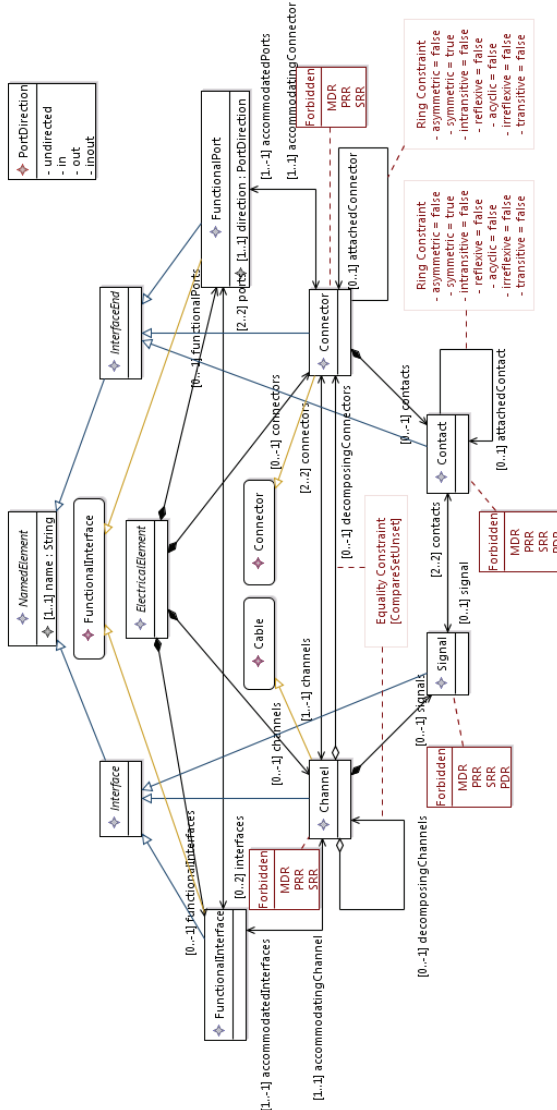 PortDirection
- undirected
- in
- out
- inout
NamedElement
[1..1] name : String
FunctionalInterface
Interface
InterfaceEnd
ElectricalElement
[0..-1] functionalInterfaces
[0..-1] functionalPorts
FunctionalInterface
FunctionalPort
[1..1] direction : PortDirection
[0..2] interfaces
[2..2] ports
[1..-1] accommodatedInterfaces
[1..-1] accommodatedPorts
Cable
Connector
[0..-1] channels
[0..-1] connectors
[1..-1] channels
[2..2] connectors
Forbidden
MDR
PRR
SRR
Forbidden
MDR
PRR
SRR
[1..1] accommodatingChannel
[1..1] accommodatingConnector
Channel
Connector
[0..-1] decomposingConnectors
[0..1] attachedConnector
Equality Constraint
[CompareSetUnset]
Ring Constraint
- asymmetric = false
- symmetric = true
- intransitive = false
- reflexive = false
- acyclic = false
- irreflexive = false
- transitive = false
[0..-1] decomposingChannels
[0..-1] signals
[0..-1] contacts
Signal
Contact
[0..1] signal
[2..2] contacts
[0..1] attachedContact
Ring Constraint
- asymmetric = false
- symmetric = true
- intransitive = false
- reflexive = false
- acyclic = false
- irreflexive = false
- transitive = false
Forbidden
MDR
PRR
SRR
PDR
Forbidden
MDR
PRR
SRR
PDR